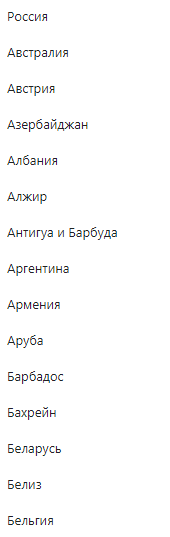 Россия
Австралия
Австрия
Азербайджан
Албания
Алжир
Антигуа и Барбуда
Аргентина
Армения
Аруба
Барбадос
Бахрейн
Беларусь
Белиз
Бельгия